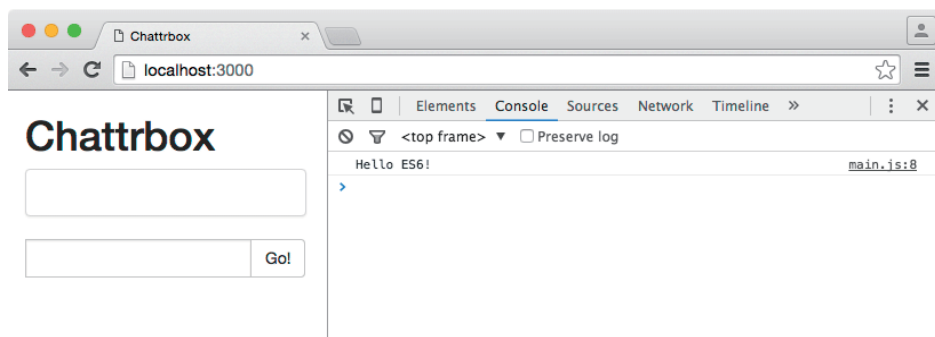 Chattrbox
localhost:3000
Chattrbox
Go!
Elements Console Sources Network Timeline »
<top frame> ▼ Preserve log
Hello ES6! main.js:8
>